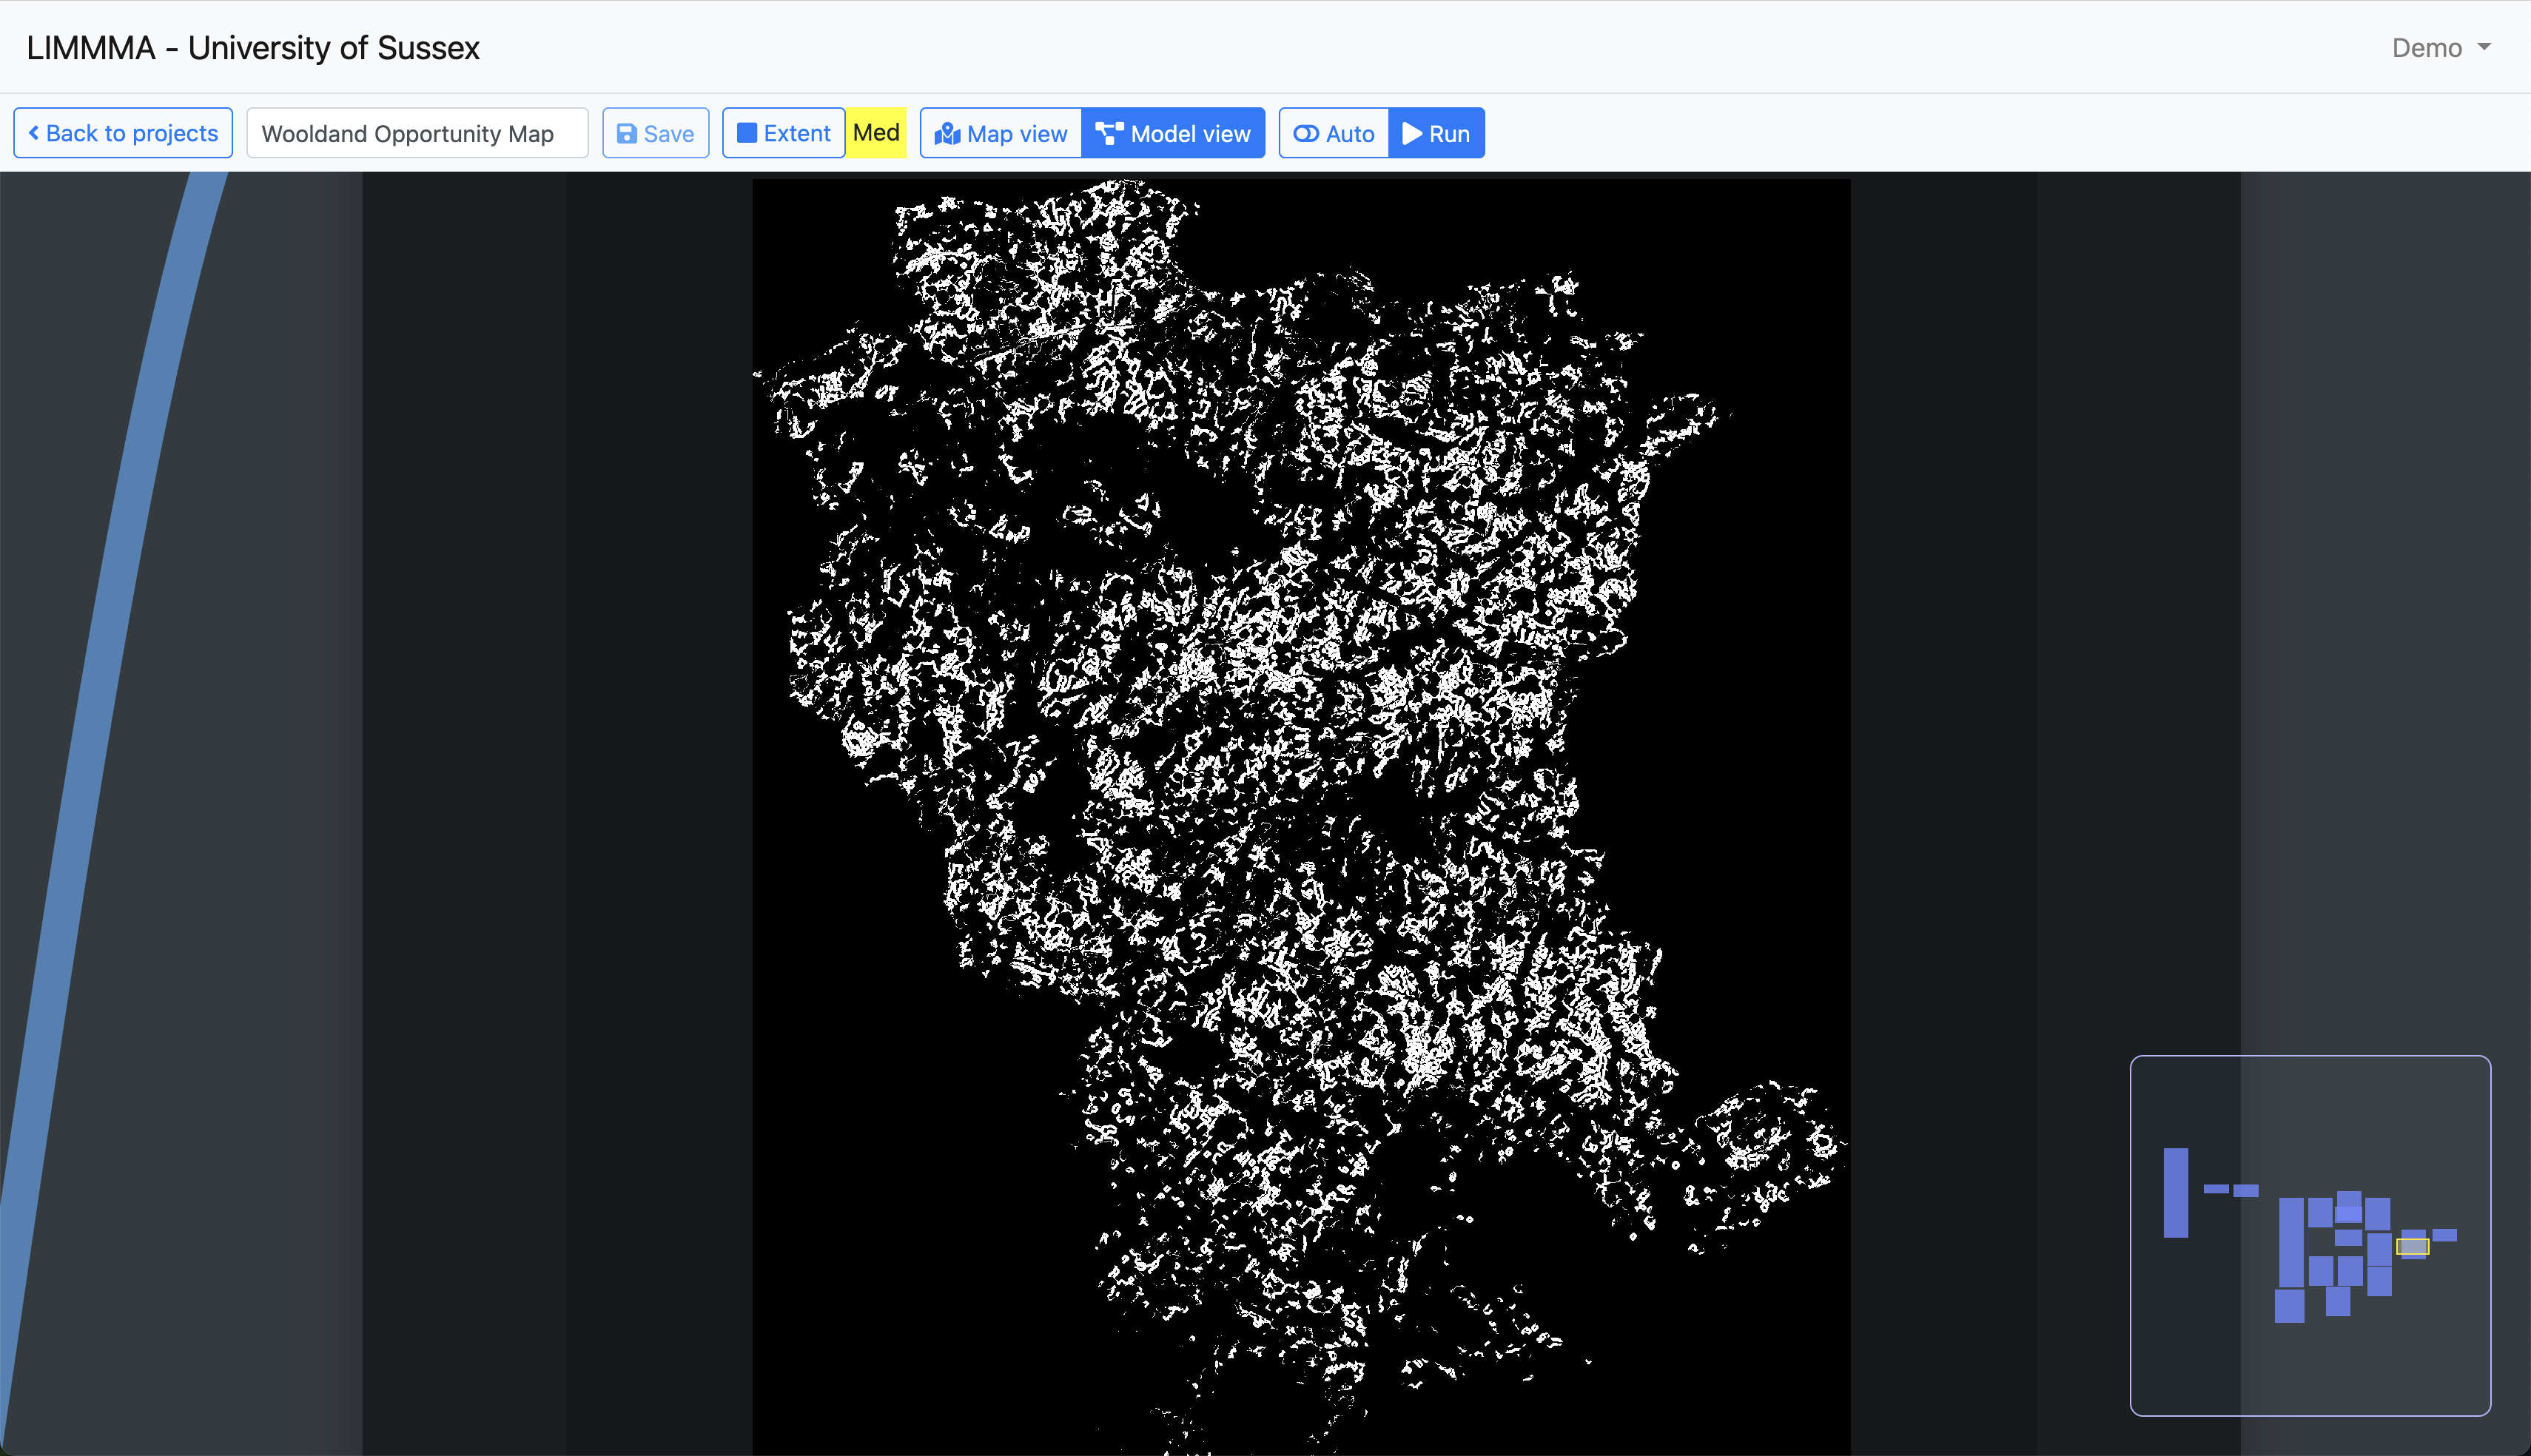 LIMMMA - University of Sussex
Demo
Back to projects
Wooldand Opportunity Map
Save
Extent
Med
Map view
Model view
Auto
Run